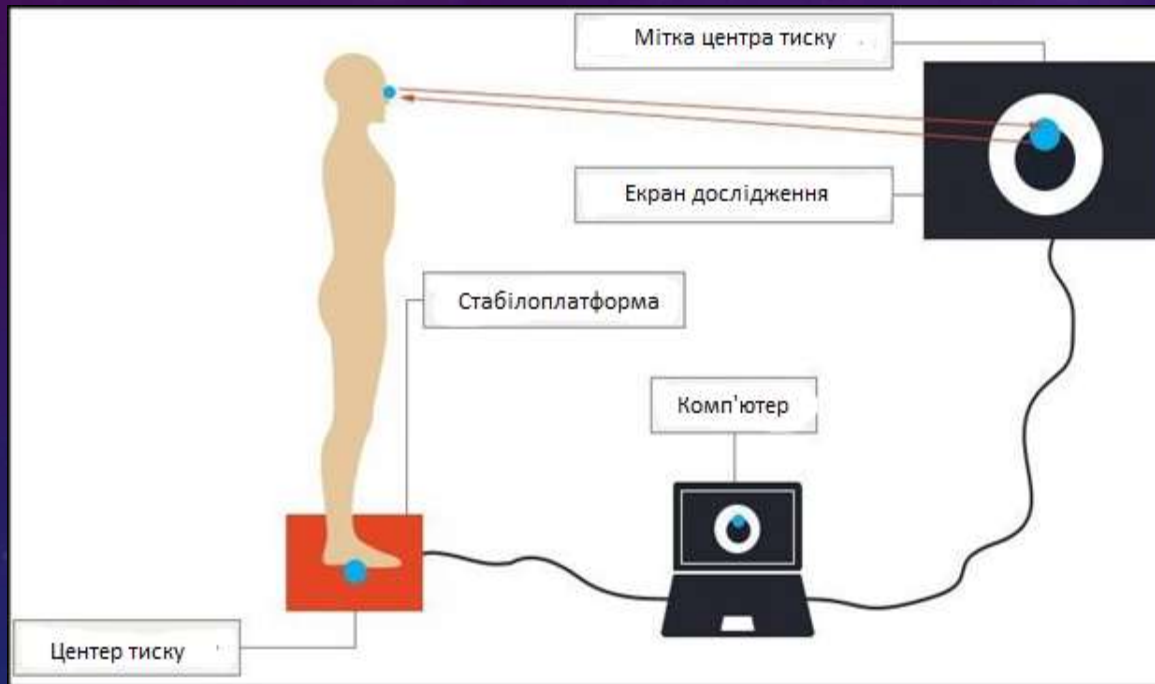 Мітка центра тиску
Екран дослідження
Стабілоплатформа
Комп'ютер
Центер тиску